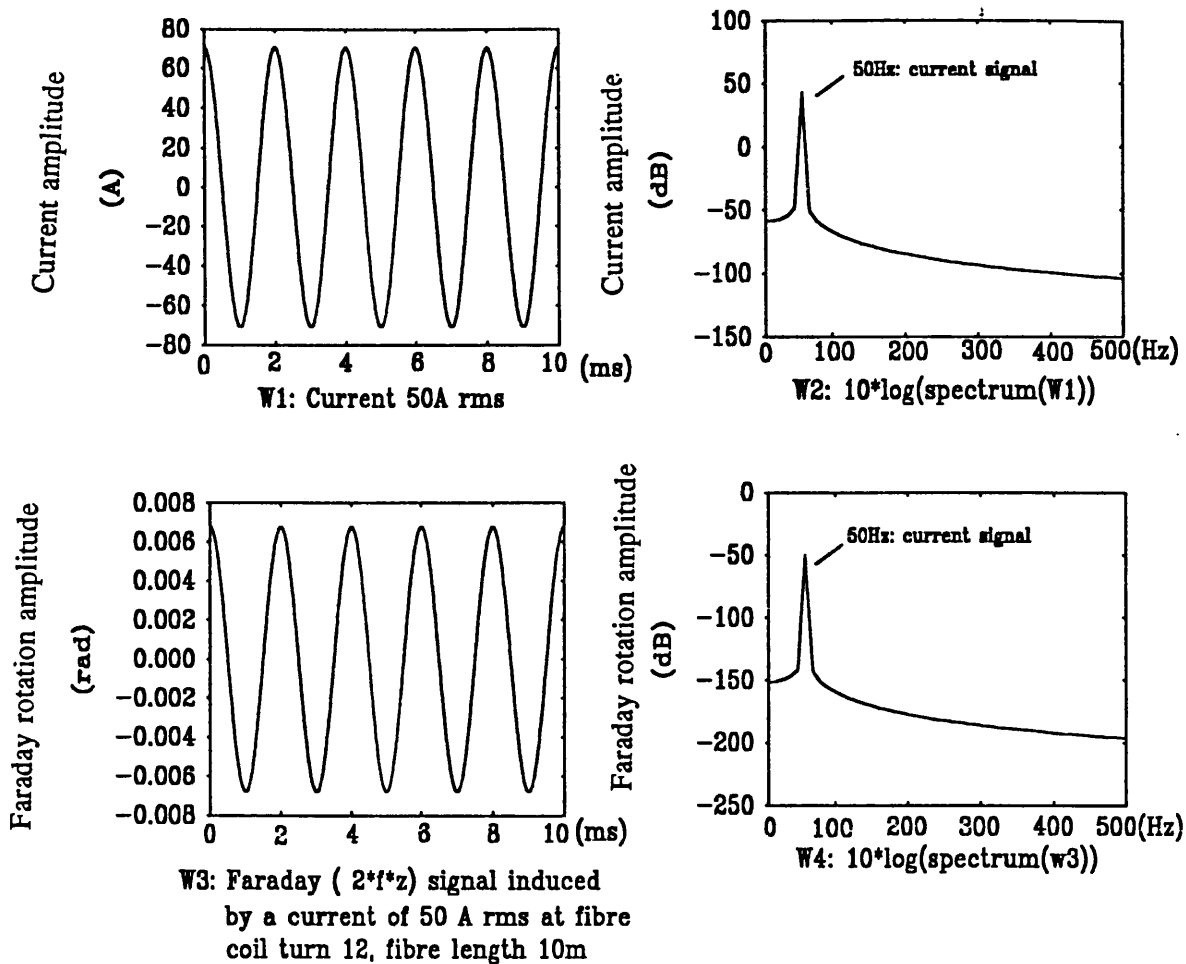 Current amplitude
(A)
80
60
40
20
0
−20
−40
−60
−80
0 2 4 6 8 10 (ms)
W1: Current 50A rms
Current amplitude
(dB)
100
50
0
−50
−100
−150
50Hz: current signal
0 100 200 300 400 500(Hz)
W2: 10*log(spectrum(W1))
Faraday rotation amplitude
(rad)
0.008
0.006
0.004
0.002
0.000
−0.002
−0.004
−0.006
−0.008
0 2 4 6 8 10 (ms)
W3: Faraday ( 2*f*z) signal induced
by a current of 50 A rms at fibre
coil turn 12, fibre length 10m
Faraday rotation amplitude
(dB)
0
−50
−100
−150
−200
−250
50Hz: current signal
0 100 200 300 400 500(Hz)
W4: 10*log(spectrum(w3))